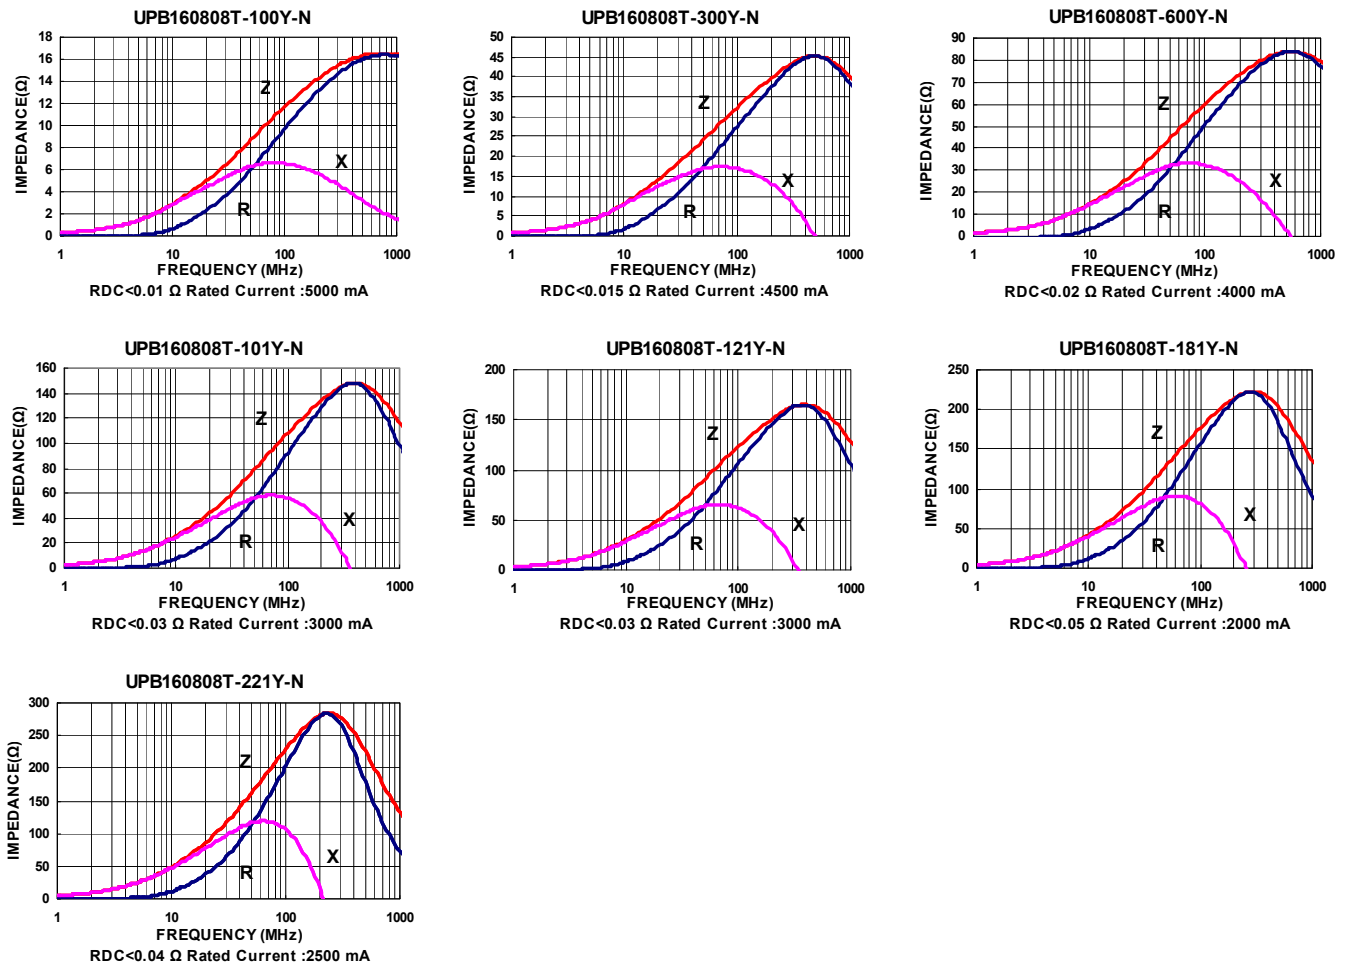 UPB160808T-100Y-N
IMPEDANCE(Ω)
18
16
14
12
10
8
6
4
2
0
Z
X
R
1 10 100 1000
FREQUENCY (MHz)
RDC<0.01 Ω Rated Current :5000 mA
UPB160808T-300Y-N
IMPEDANCE(Ω)
50
45
40
35
30
25
20
15
10
5
0
Z
X
R
1 10 100 1000
FREQUENCY (MHz)
RDC<0.015 Ω Rated Current :4500 mA
UPB160808T-600Y-N
IMPEDANCE(Ω)
90
80
70
60
50
40
30
20
10
0
Z
X
R
1 10 100 1000
FREQUENCY (MHz)
RDC<0.02 Ω Rated Current :4000 mA
UPB160808T-101Y-N
IMPEDANCE(Ω)
160
140
120
100
80
60
40
20
0
Z
X
R
1 10 100 1000
FREQUENCY (MHz)
RDC<0.03 Ω Rated Current :3000 mA
UPB160808T-121Y-N
IMPEDANCE(Ω)
200
150
100
50
0
Z
X
R
1 10 100 1000
FREQUENCY (MHz)
RDC<0.03 Ω Rated Current :3000 mA
UPB160808T-181Y-N
IMPEDANCE(Ω)
250
200
150
100
50
0
Z
X
R
1 10 100 1000
FREQUENCY (MHz)
RDC<0.05 Ω Rated Current :2000 mA
UPB160808T-221Y-N
IMPEDANCE(Ω)
300
250
200
150
100
50
0
Z
X
R
1 10 100 1000
FREQUENCY (MHz)
RDC<0.04 Ω Rated Current :2500 mA